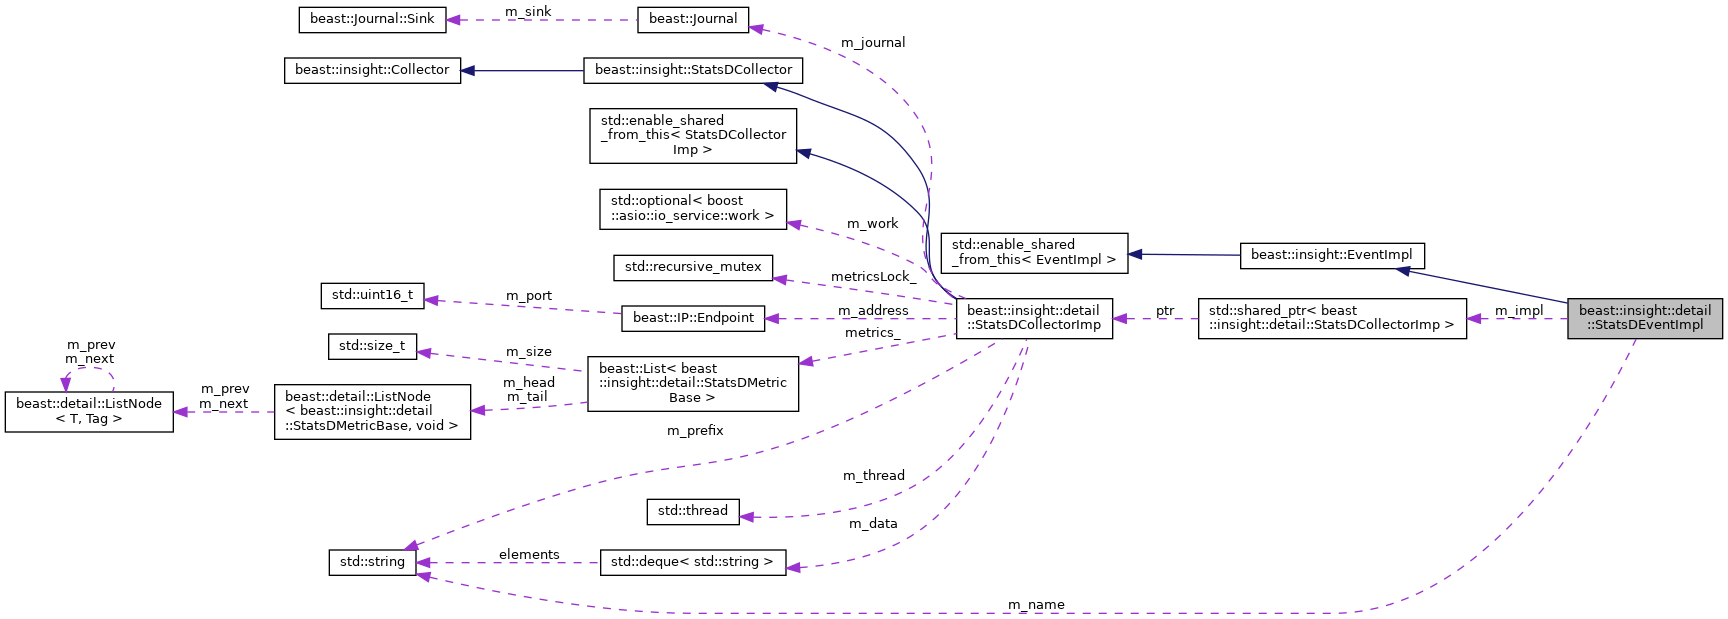 beast::Journal::Sink
m_sink
beast::Journal
m_journal
beast::insight::Collector
beast::insight::StatsDCollector
std::enable_shared
_from_this< StatsDCollector
Imp >
std::optional< boost
::asio::io_service::work >
m_work
std::enable_shared
_from_this< EventImpl >
beast::insight::EventImpl
std::recursive_mutex
metricsLock_
std::uint16_t
m_port
beast::IP::Endpoint
m_address
beast::insight::detail
::StatsDCollectorImp
ptr
std::shared_ptr< beast
::insight::detail::StatsDCollectorImp >
m_impl
beast::insight::detail
::StatsDEventImpl
metrics_
std::size_t
m_size
beast::List< beast
::insight::detail::StatsDMetric
Base >
m_head
m_tail
m_prev
m_next
beast::detail::ListNode
< T, Tag >
m_prev
m_next
beast::detail::ListNode
< beast::insight::detail
::StatsDMetricBase, void >
m_prefix
m_thread
std::thread
m_data
std::string
elements
std::deque< std::string >
m_name